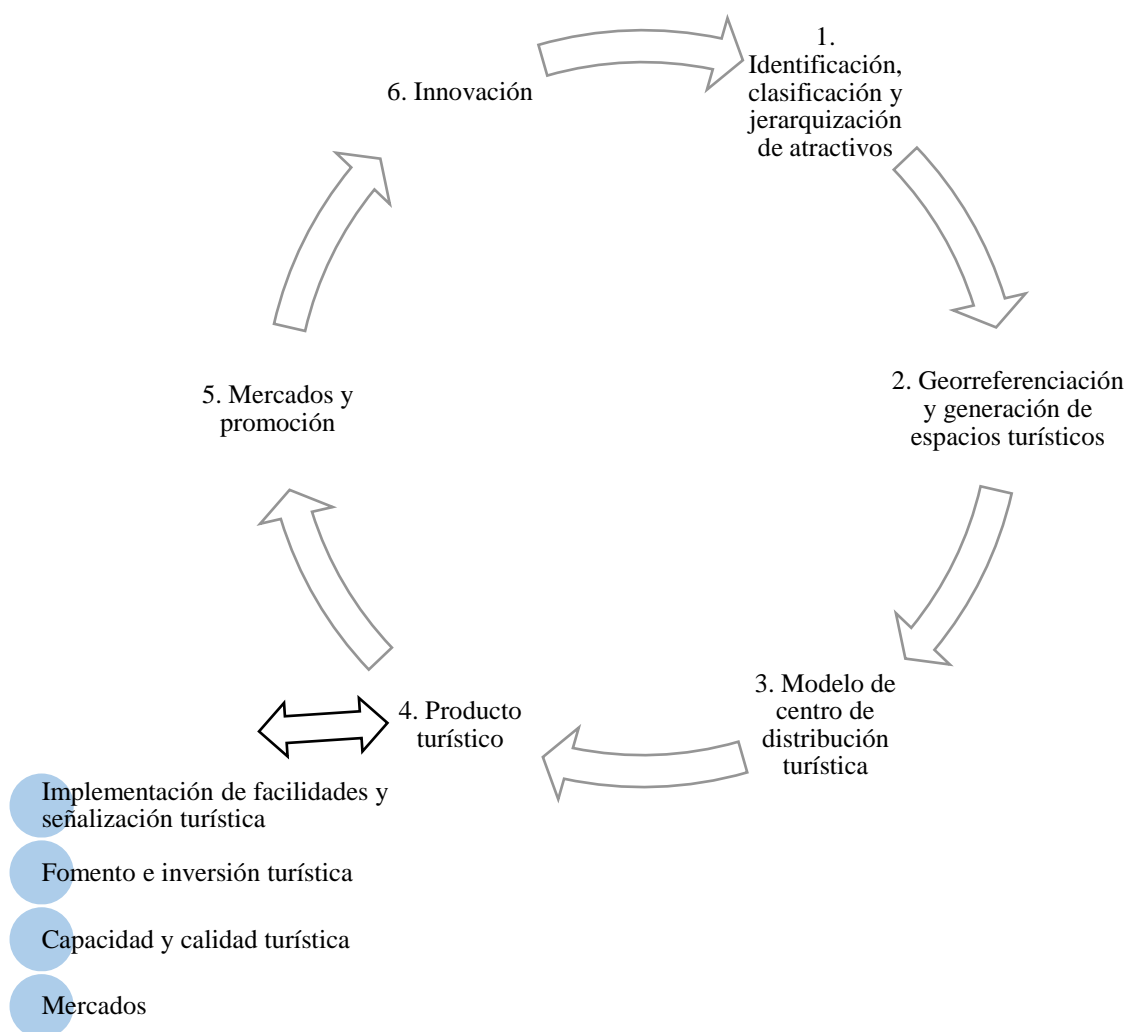 1.
Identificación,
clasificación y
jerarquización
de atractivos
2. Georreferenciación
y generación de
espacios turísticos
3. Modelo de
centro de
distribución
turística
4. Producto
turístico
Implementación de facilidades y
señalización turística
Fomento e inversión turística
Capacidad y calidad turística
Mercados
5. Mercados y
promoción
6. Innovación